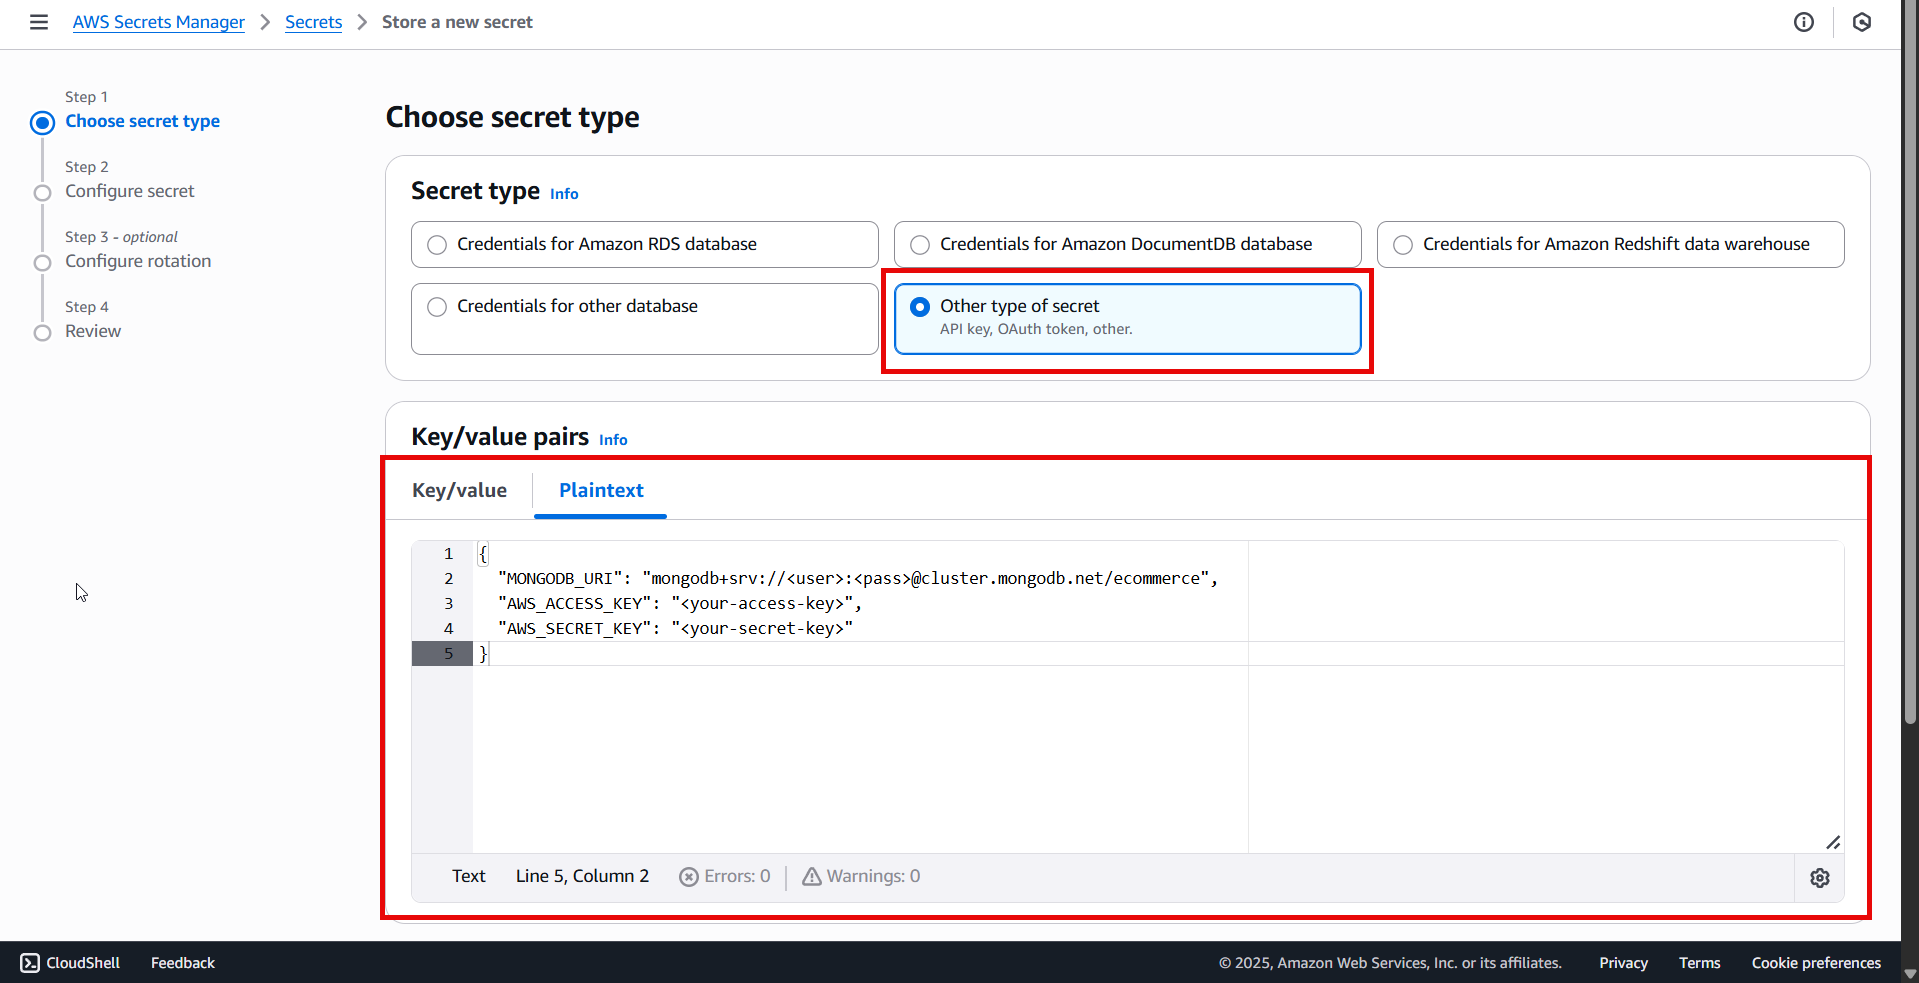 AWS Secrets Manager > Secrets > Store a new secret
Step 1
Choose secret type
Step 2
Configure secret
Step 3 - optional
Configure rotation
Step 4
Review
Choose secret type
Secret type Info
Credentials for Amazon RDS database
Credentials for Amazon DocumentDB database
Credentials for Amazon Redshift data warehouse
Credentials for other database
Other type of secret
API key, OAuth token, other.
Key/value pairs Info
Key/value
Plaintext
1 {
2 "MONGODB_URI": "mongodb+srv://<user>:<pass>@cluster.mongodb.net/ecommerce",
3 "AWS_ACCESS_KEY": "<your-access-key>",
4 "AWS_SECRET_KEY": "<your-secret-key>"
5 }
Text Line 5, Column 2 Errors: 0 Warnings: 0
CloudShell Feedback © 2025, Amazon Web Services, Inc. or its affiliates. Privacy Terms Cookie preferences